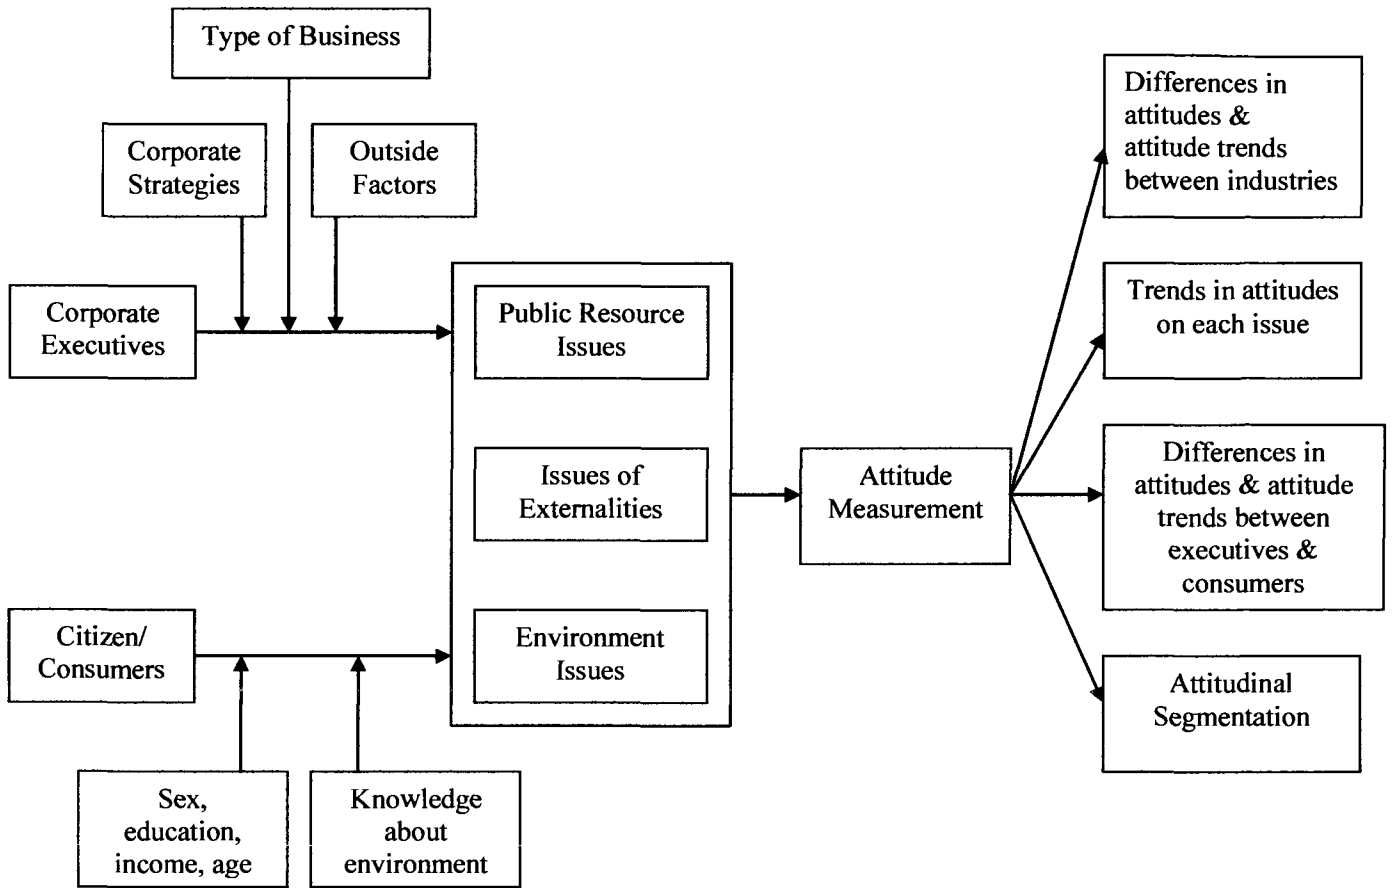 Type of Business
Corporate
Strategies
Outside
Factors
Corporate
Executives
Public Resource
Issues
Issues of
Externalities
Environment
Issues
Citizen/
Consumers
Sex,
education,
income, age
Knowledge
about
environment
Attitude
Measurement
Differences in
attitudes &
attitude trends
between industries
Trends in attitudes
on each issue
Differences in
attitudes & attitude
trends between
executives &
consumers
Attitudinal
Segmentation